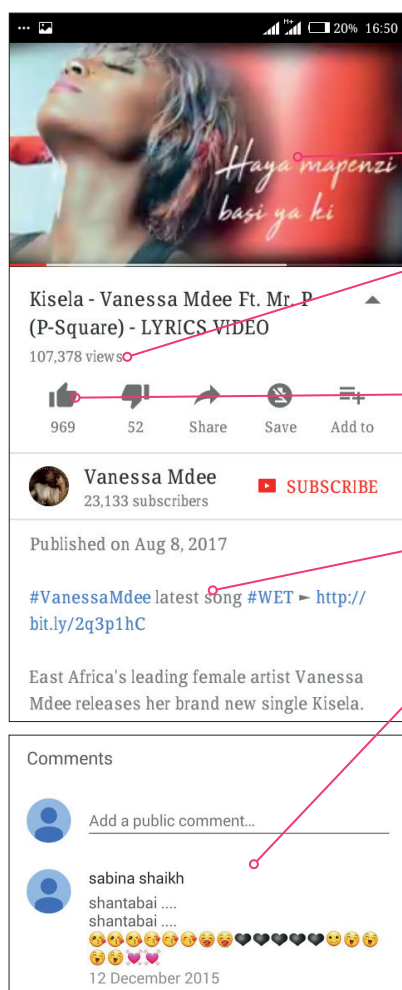 ... H+ 20% 16:50
Haya mapenzi
basi ya ki
Kisela - Vanessa Mdee Ft. Mr. P
(P-Square) - LYRICS VIDEO
107,378 views
969 52 Share Save Add to
Vanessa Mdee
23,133 subscribers
SUBSCRIBE
Published on Aug 8, 2017
#VanessaMdee latest song #WET ► http://
bit.ly/2q3p1hC
East Africa's leading female artist Vanessa
Mdee releases her brand new single Kisela.
Comments
Add a public comment...
sabina shaikh
shantabai ....
shantabai ....
😘😘😘😘😘😘😝😝🖤🖤🖤🖤🖤🙂😚😚
😚😚💓💓
12 December 2015